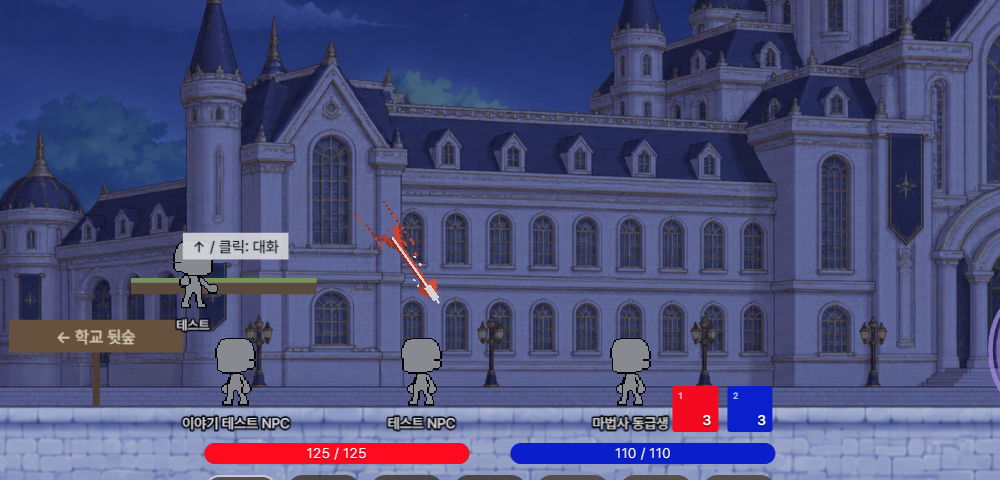 ↑ / 클릭: 대화
테스트
← 학교 뒷숲
이야기 테스트 NPC
테스트 NPC
마법사 동급생
1
3
2
3
125 / 125
110 / 110